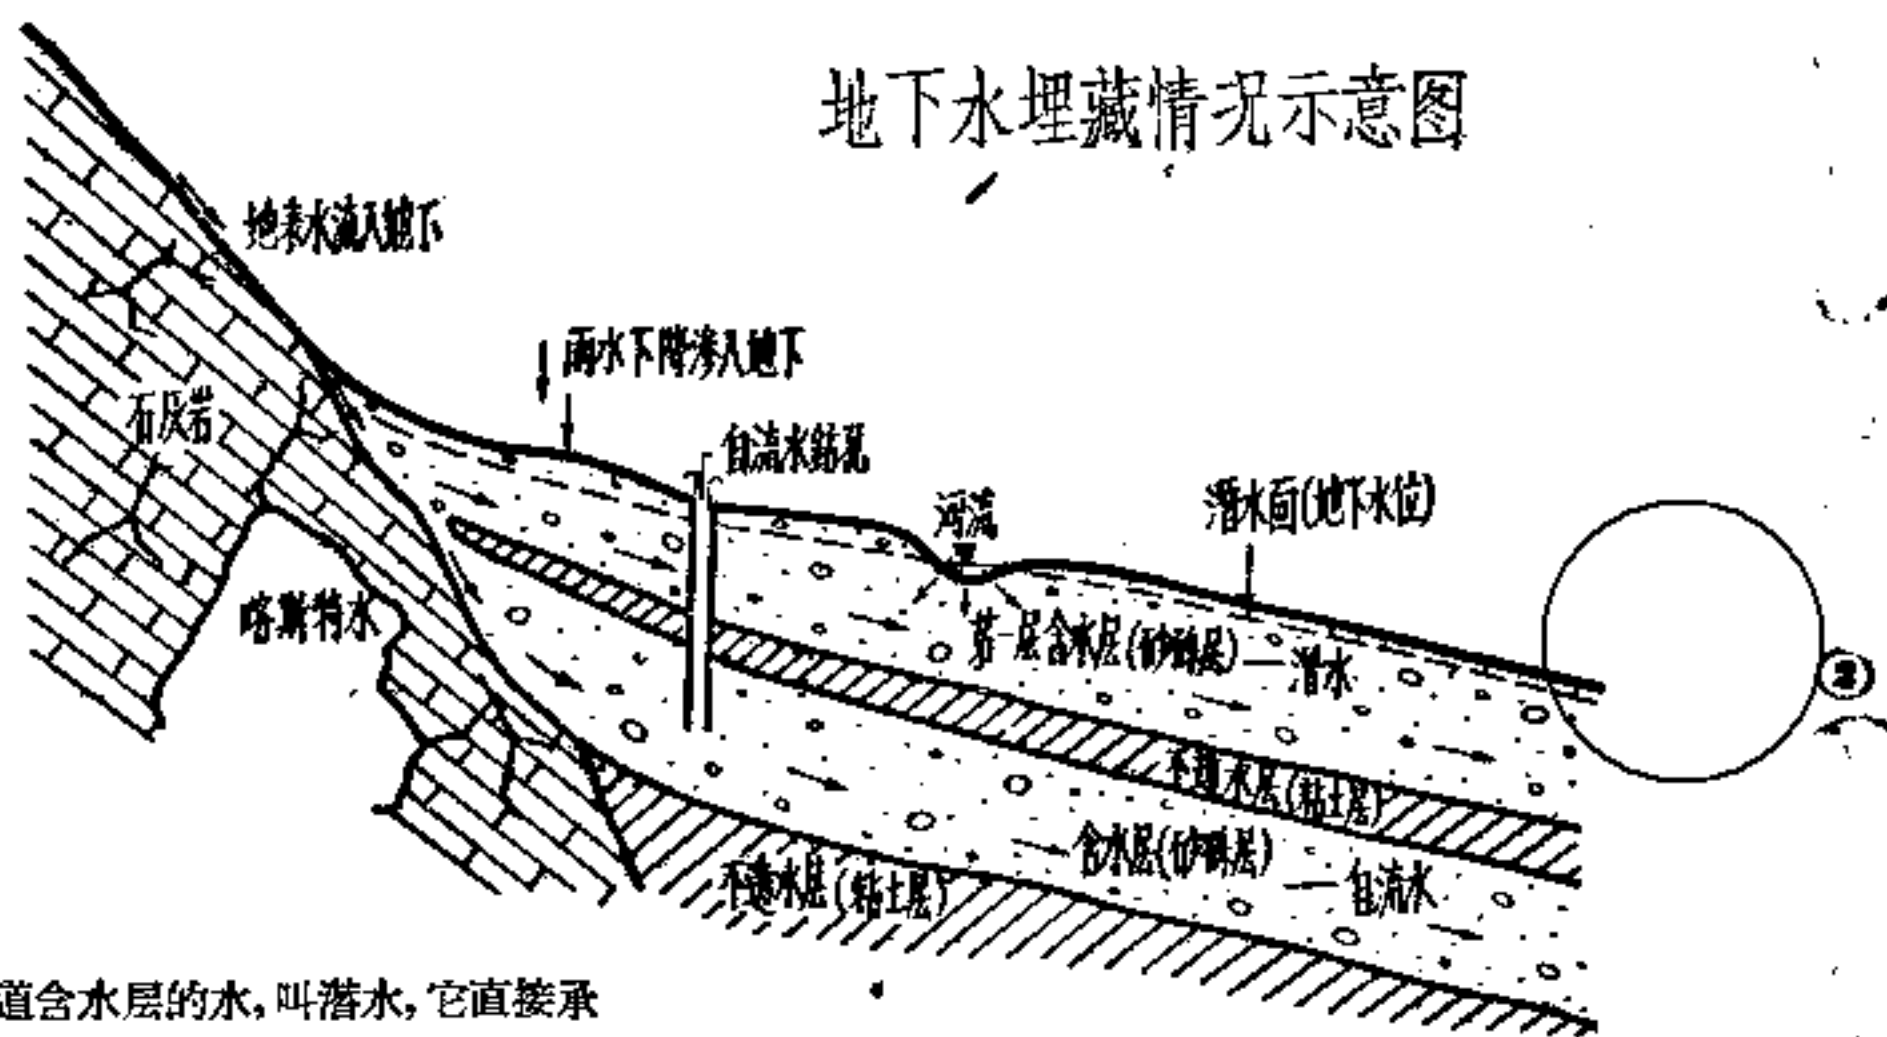 地下水埋藏情况示意图
地表水流入地下
雨水下降渗入地下
石灰岩
自流水钻孔
河流
潜水面(地下水位)
喀斯特水
第一层含水层(砂砾层)—潜水
②
不透水层(粘土层)
含水层(砂砾层)—自流水
不透水层(粘土层)
道含水层的水,叫潜水,它直接承